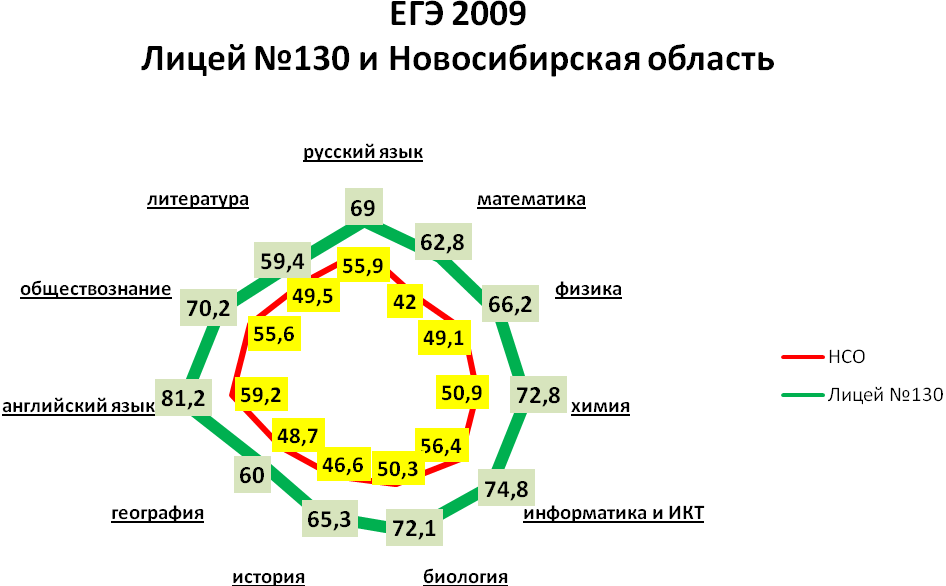 ЕГЭ 2009
Лицей №130 и Новосибирская область
русский язык
литература
математика
69
62,8
59,4
55,9
обществознание
физика
70,2
49,5
42
66,2
55,6
49,1
НСО
английский язык
81,2
59,2
50,9
72,8
химия
Лицей №130
48,7
46,6
50,3
56,4
60
74,8
география
65,3
72,1
информатика и ИКТ
история
биология